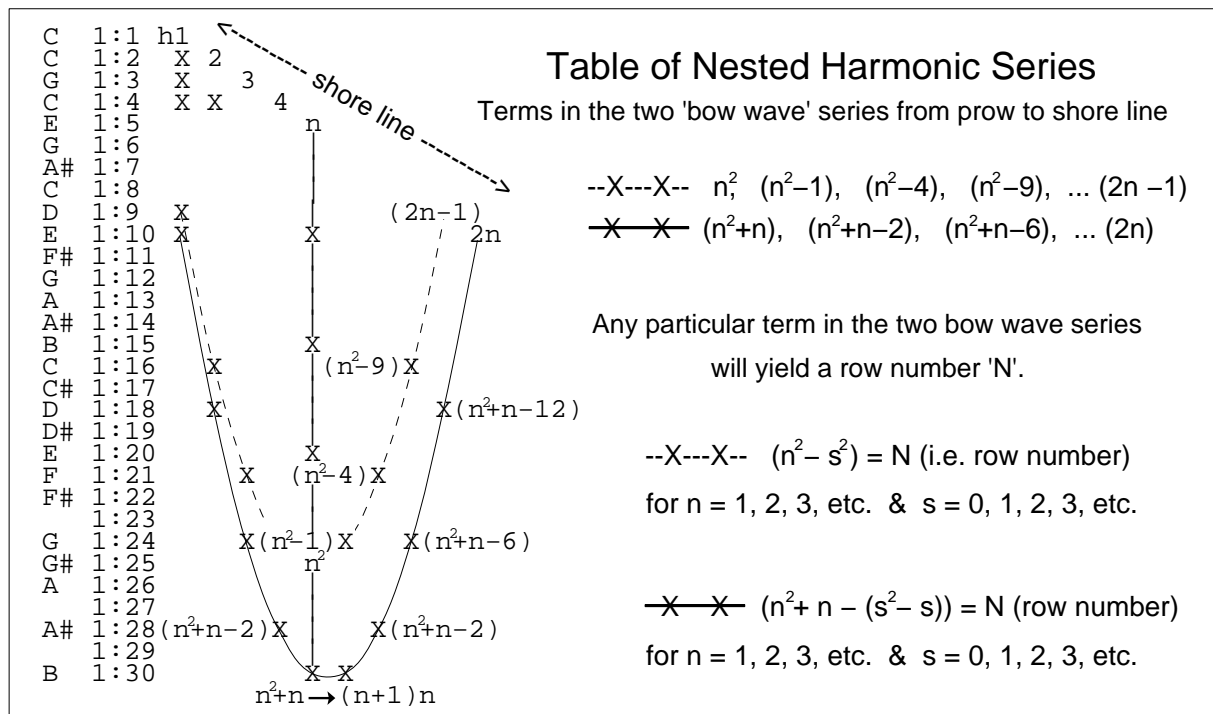 C 1:1 h1
C 1:2 X 2
G 1:3 X 3
C 1:4 X X 4
E 1:5 n
G 1:6
A# 1:7
C 1:8
D 1:9 X (2n-1)
E 1:10 X X 2n
F# 1:11
G 1:12
A 1:13
A# 1:14
B 1:15 X
C 1:16 X (n²-9)X
C# 1:17
D 1:18 X X(n²+n-12)
D# 1:19
E 1:20 X
F 1:21 X (n²-4)X
F# 1:22
1:23
G 1:24 X(n²-1)X X(n²+n-6)
G# 1:25 n²
A 1:26
1:27
A# 1:28(n²+n-2)X X(n²+n-2)
1:29
B 1:30 X X
n²+n→(n+1)n
shore line
Table of Nested Harmonic Series
Terms in the two 'bow wave' series from prow to shore line
--X---X-- n², (n²–1), (n²–4), (n²–9), ... (2n –1)
—X—X— (n²+n), (n²+n–2), (n²+n–6), ... (2n)
Any particular term in the two bow wave series
will yield a row number 'N'.
--X---X-- (n²– s²) = N (i.e. row number)
for n = 1, 2, 3, etc. & s = 0, 1, 2, 3, etc.
—X—X— (n²+ n – (s²– s)) = N (row number)
for n = 1, 2, 3, etc. & s = 0, 1, 2, 3, etc.